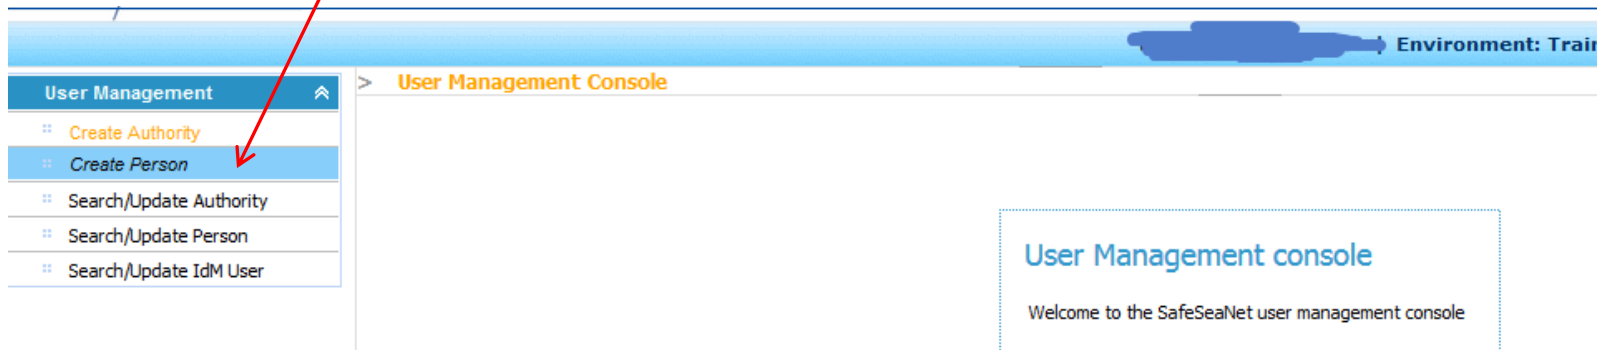 Environment: Train
User Management
> User Management Console
Create Authority
Create Person
Search/Update Authority
Search/Update Person
Search/Update IdM User
User Management console
Welcome to the SafeSeaNet user management console